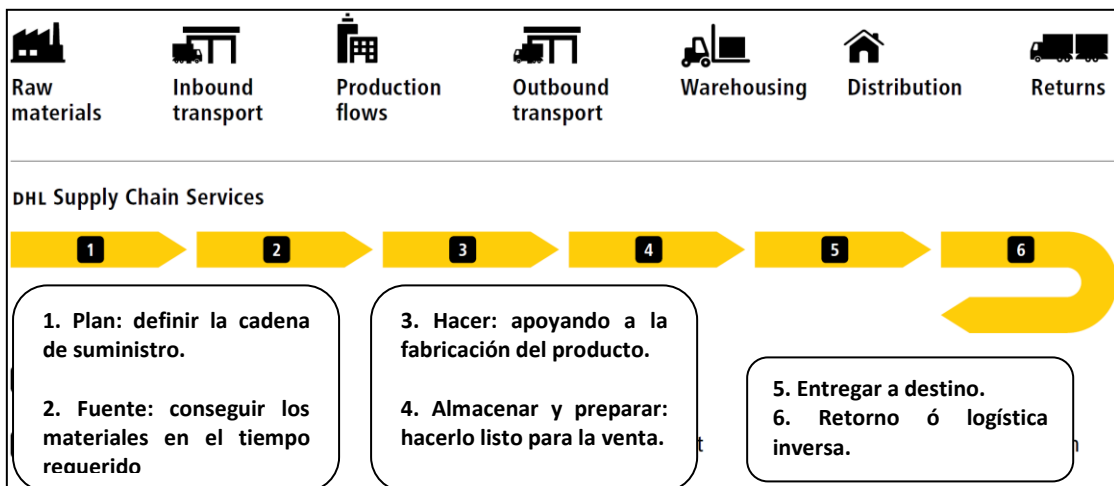 Raw
materials
Inbound
transport
Production
flows
Outbound
transport
Warehousing
Distribution
Returns
DHL Supply Chain Services
1
2
3
4
5
6
1. Plan: definir la cadena
de suministro.
2. Fuente: conseguir los
materiales en el tiempo
requerido
3. Hacer: apoyando a la
fabricación del producto.
4. Almacenar y preparar:
hacerlo listo para la venta.
5. Entregar a destino.
6. Retorno ó logística
inversa.